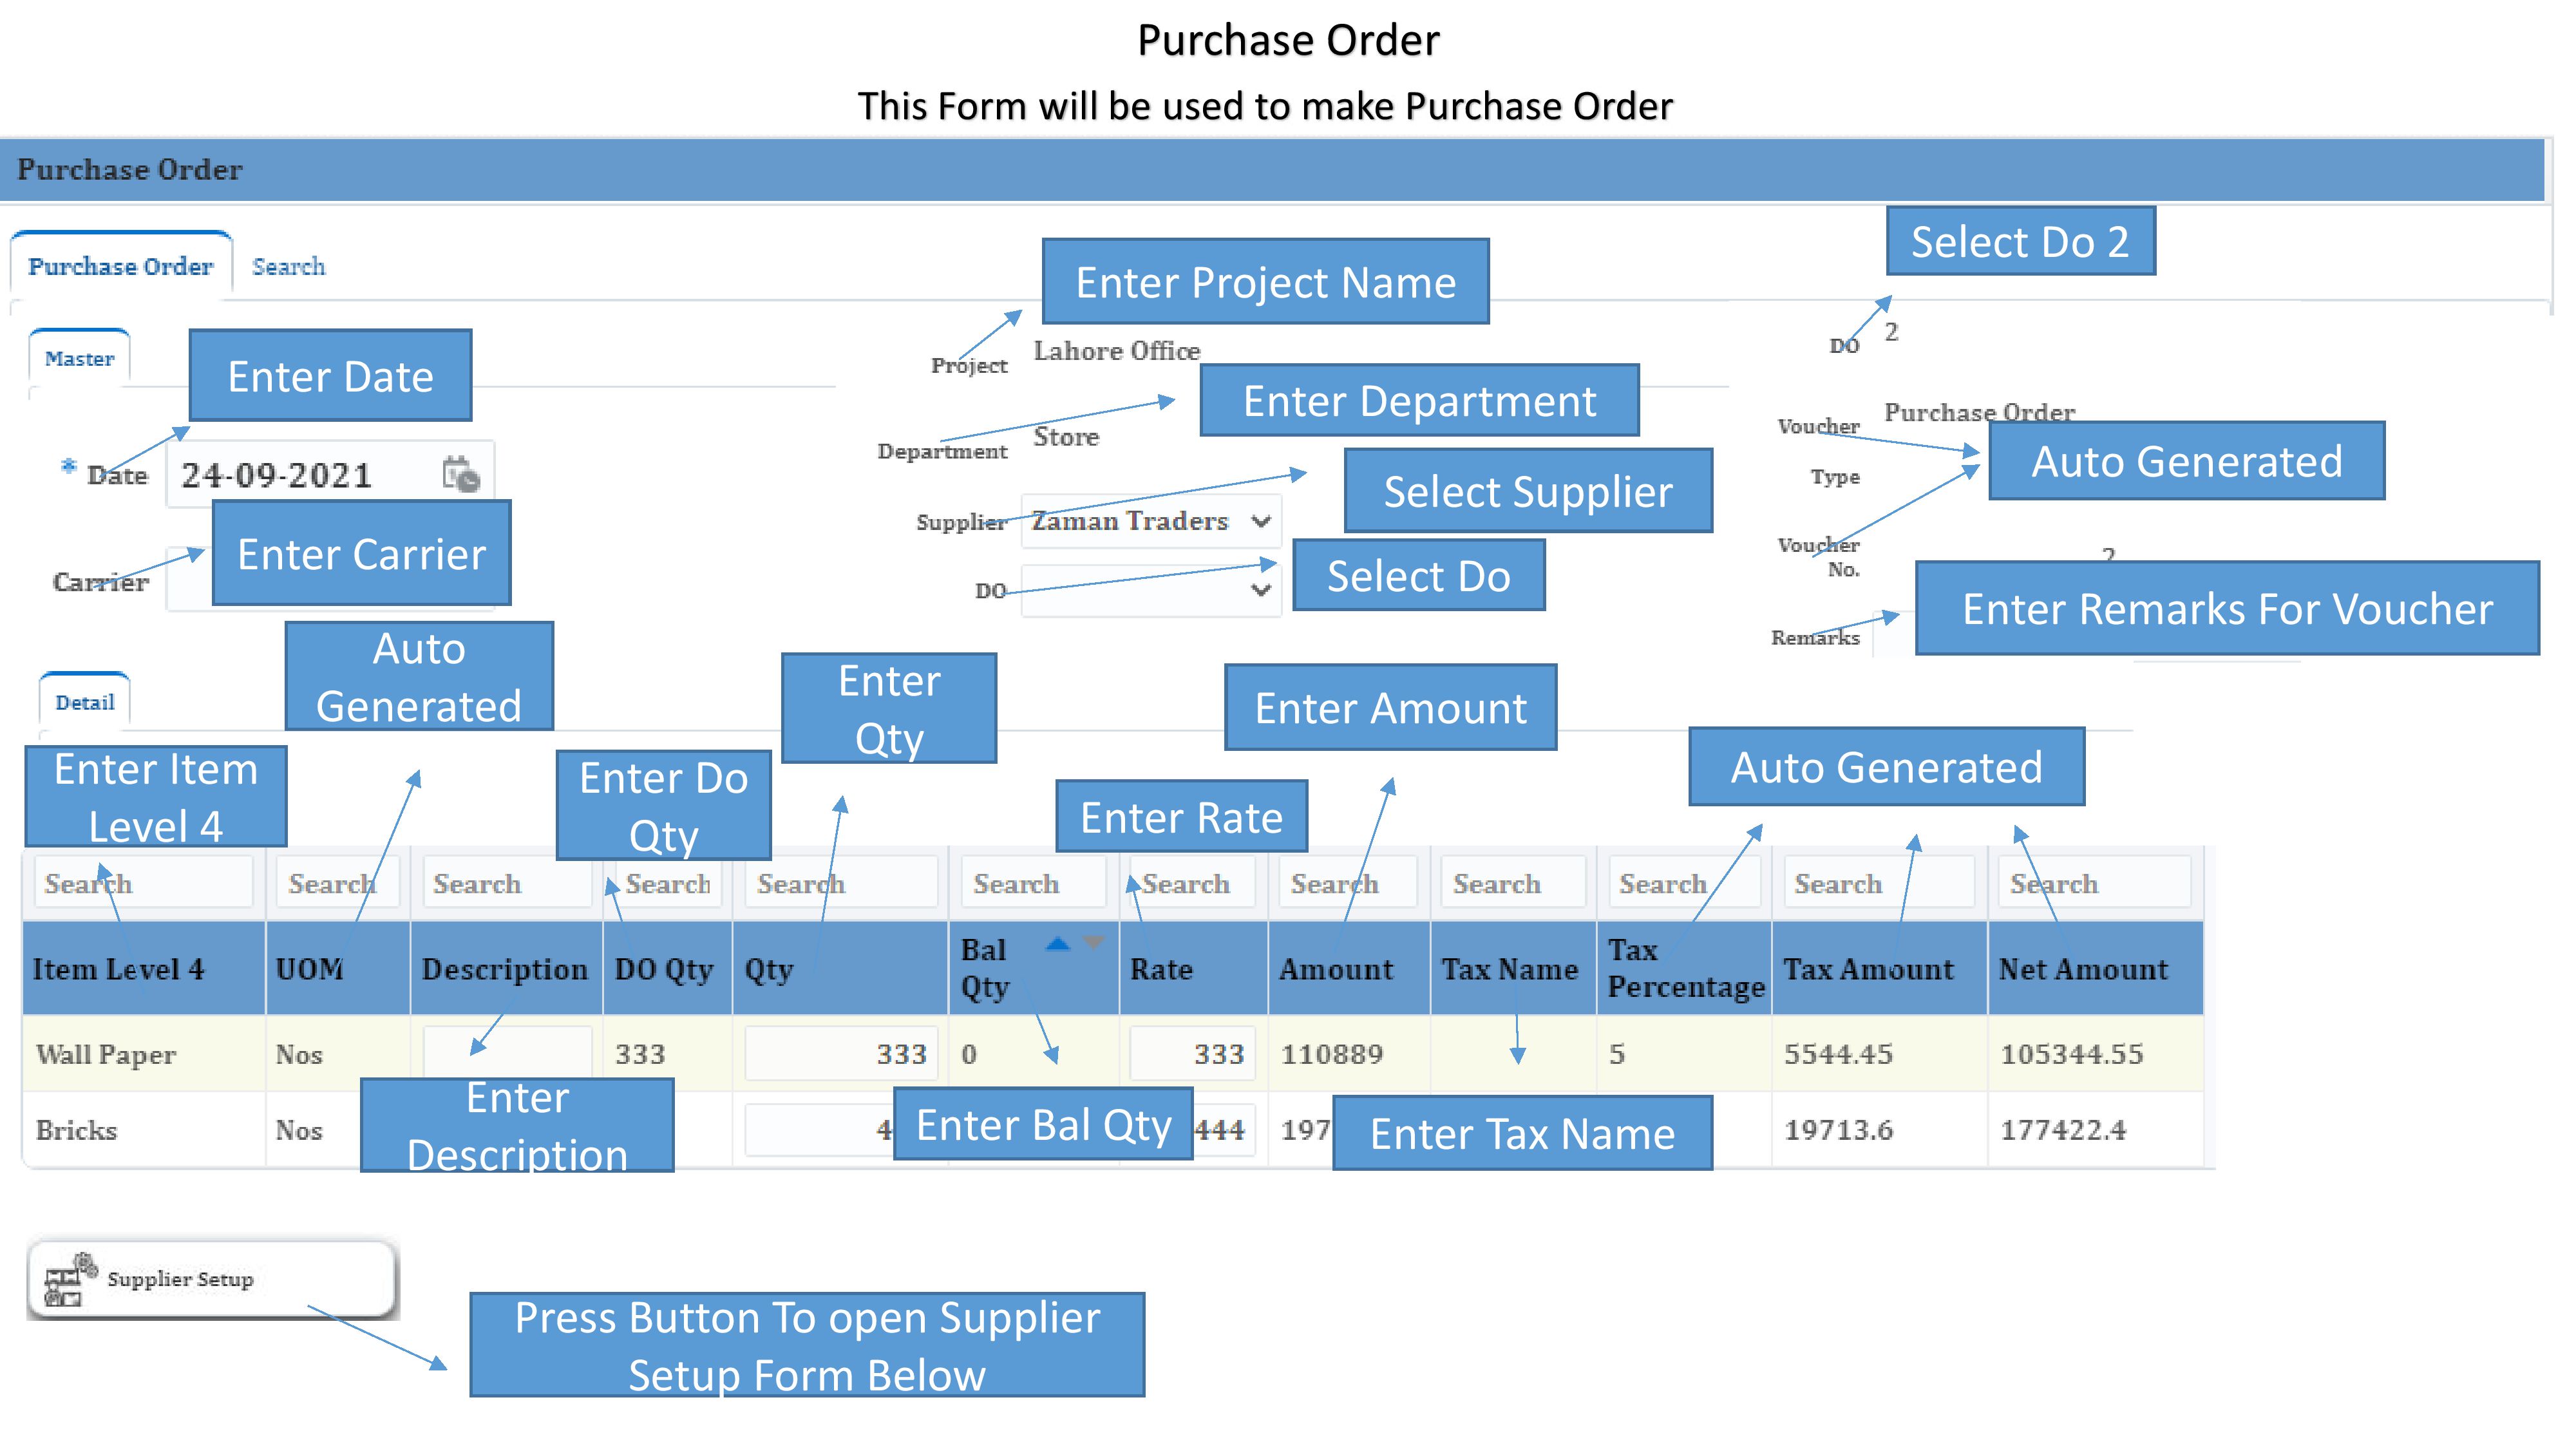 Purchase Order
This Form will be used to make Purchase Order
Purchase Order
Purchase Order
Search
Select Do 2
Enter Project Name
Master
Enter Date
Project
Lahore Office
DO
2
Enter Department
Department
Store
Voucher
Type
Purchase Order
Auto Generated
* Date
24-09-2021
Select Supplier
Supplier
Zaman Traders
Enter Carrier
Carrier
Select Do
DO
Voucher
No.
2
Enter Remarks For Voucher
Remarks
Auto
Generated
Detail
Enter
Qty
Enter Amount
Auto Generated
Enter Item
Level 4
Enter Do
Qty
Enter Rate
Search Search Search Search Search Search Search Search Search Search Search Search
Item Level 4 UOM Description DO Qty Qty Bal Qty Rate Amount Tax Name Tax Percentage Tax Amount Net Amount
Wall Paper Nos 333 333 0 333 110889 5 5544.45 105344.55
Bricks Nos 444 19713.6 177422.4
Enter
Description
Enter Bal Qty
Enter Tax Name
Supplier Setup
Press Button To open Supplier
Setup Form Below